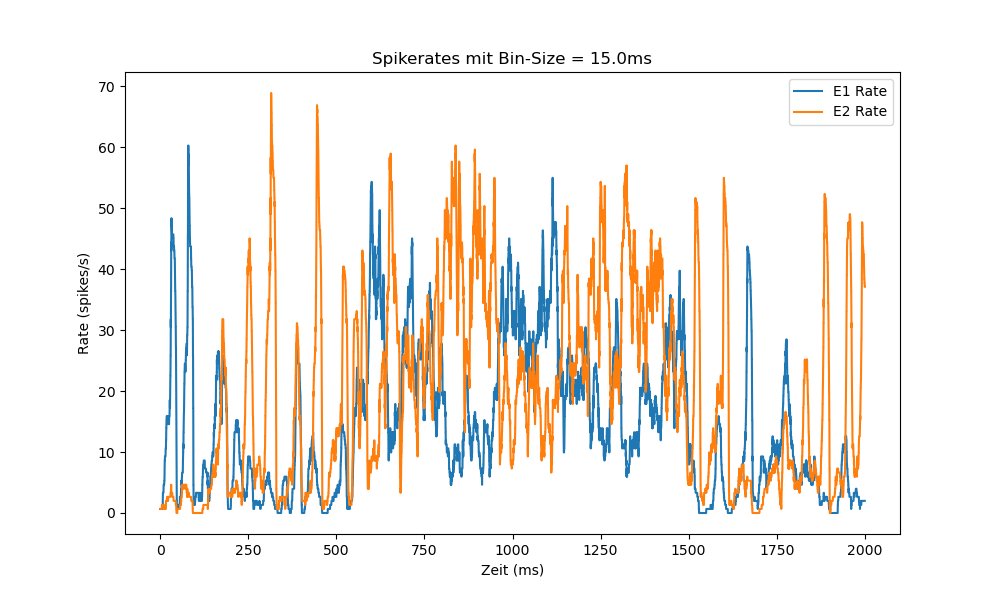 Spikerates mit Bin-Size = 15.0ms
E1 Rate
E2 Rate
Rate (spikes/s)
70
60
50
40
30
20
10
0
0 250 500 750 1000 1250 1500 1750 2000
Zeit (ms)